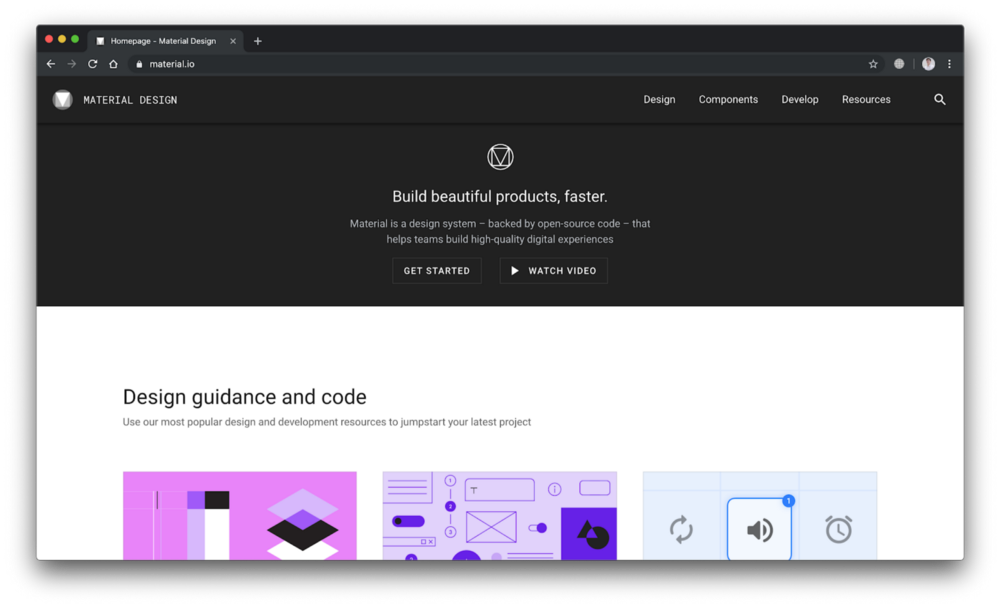 Homepage - Material Design
material.io
MATERIAL DESIGN
Design Components Develop Resources
Build beautiful products, faster.
Material is a design system – backed by open-source code – that
helps teams build high-quality digital experiences
GET STARTED
WATCH VIDEO
Design guidance and code
Use our most popular design and development resources to jumpstart your latest project
1
2
3
T
1